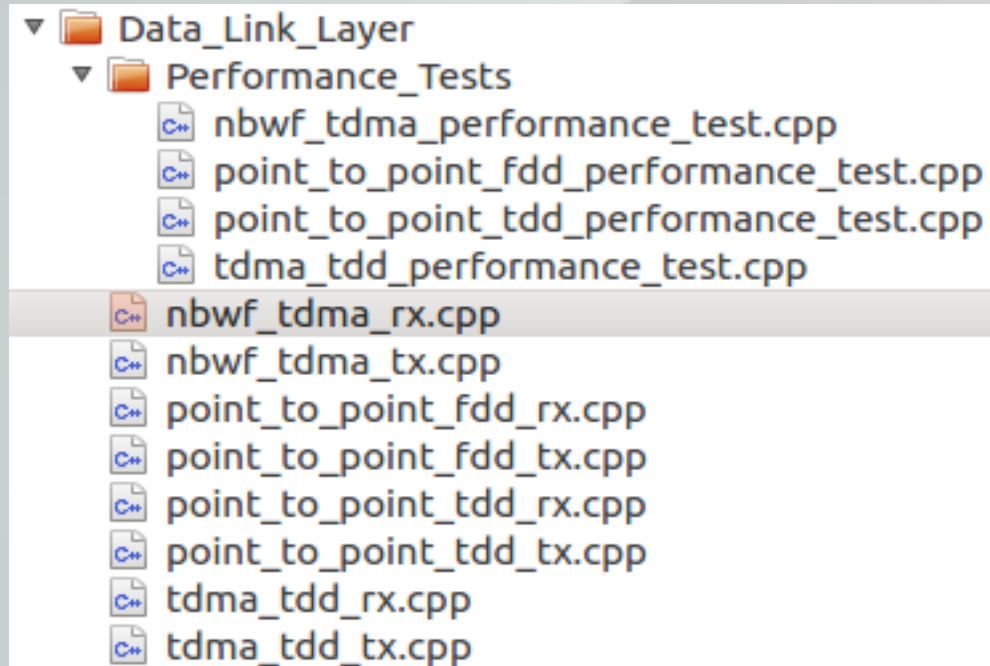 Data_Link_Layer
Performance_Tests
C++ nbwf_tdma_performance_test.cpp
C++ point_to_point_fdd_performance_test.cpp
C++ point_to_point_tdd_performance_test.cpp
C++ tdma_tdd_performance_test.cpp
C++ nbwf_tdma_rx.cpp
C++ nbwf_tdma_tx.cpp
C++ point_to_point_fdd_rx.cpp
C++ point_to_point_fdd_tx.cpp
C++ point_to_point_tdd_rx.cpp
C++ point_to_point_tdd_tx.cpp
C++ tdma_tdd_rx.cpp
C++ tdma_tdd_tx.cpp